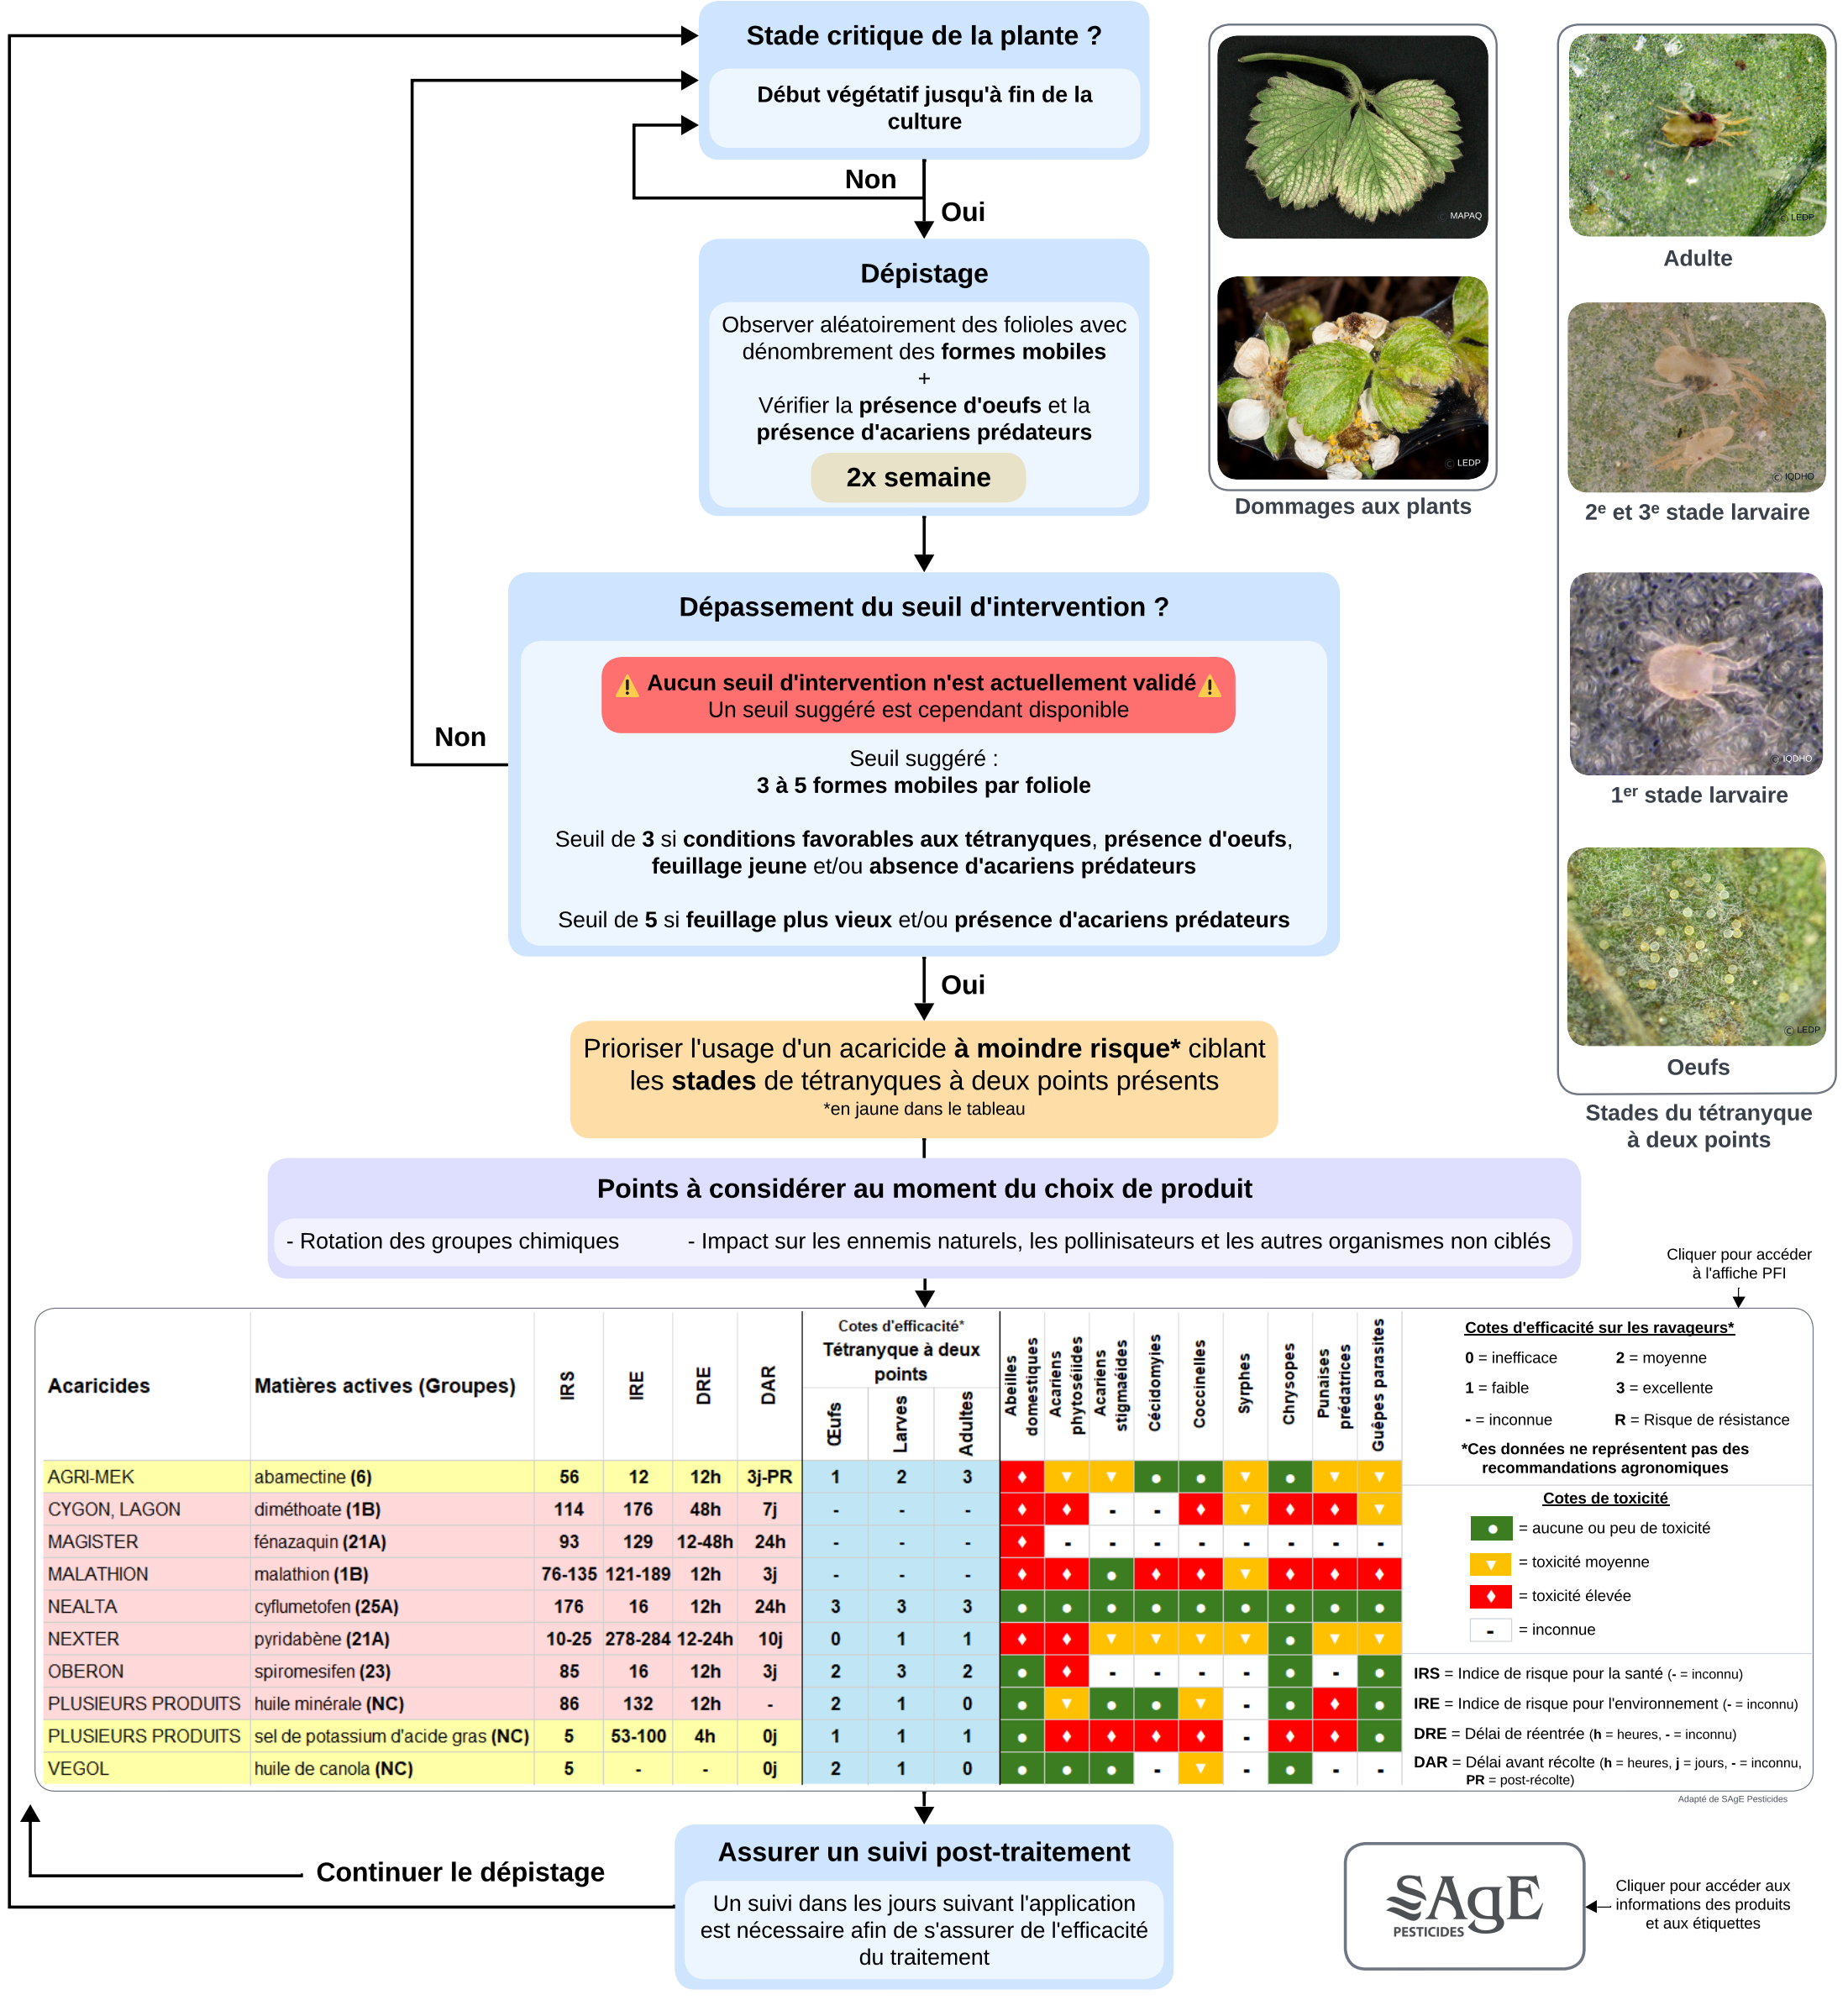 Stade critique de la plante ?
Début végétatif jusqu'à fin de la
culture
Non
Oui
Dépistage
Observer aléatoirement des folioles avec
dénombrement des formes mobiles
+
Vérifier la présence d'oeufs et la
présence d'acariens prédateurs
2x semaine
© MAPAQ
© LEDP
Dommages aux plants
© LEDP
Adulte
© IQDHO
2e et 3e stade larvaire
© IQDHO
1er stade larvaire
© LEDP
Oeufs
Stades du tétranyque
à deux points
Dépassement du seuil d'intervention ?
⚠ Aucun seuil d'intervention n'est actuellement validé ⚠
Un seuil suggéré est cependant disponible
Seuil suggéré :
3 à 5 formes mobiles par foliole
Seuil de 3 si conditions favorables aux tétranyques, présence d'oeufs,
feuillage jeune et/ou absence d'acariens prédateurs
Seuil de 5 si feuillage plus vieux et/ou présence d'acariens prédateurs
Non
Oui
Prioriser l'usage d'un acaricide à moindre risque* ciblant
les stades de tétranyques à deux points présents
*en jaune dans le tableau
Points à considérer au moment du choix de produit
- Rotation des groupes chimiques - Impact sur les ennemis naturels, les pollinisateurs et les autres organismes non ciblés
Cliquer pour accéder
à l'affiche PFI
Cotes d'efficacité*
Tétranyque à deux
points
Acaricides Matières actives (Groupes) IRS IRE DRE DAR Œufs Larves Adultes Abeilles domestiques Acariens phytoséiides Acariens stigmaéides Cécidomyies Coccinelles Syrphes Chrysopes Punaises prédatrices Guêpes parasites
AGRI-MEK abamectine (6) 56 12 12h 3j-PR 1 2 3
CYGON, LAGON diméthoate (1B) 114 176 48h 7j - - - - -
MAGISTER fénazaquin (21A) 93 129 12-48h 24h - - - - - - - - - - -
MALATHION malathion (1B) 76-135 121-189 12h 3j - - -
NEALTA cyflumetofen (25A) 176 16 12h 24h 3 3 3
NEXTER pyridabène (21A) 10-25 278-284 12-24h 10j 0 1 1
OBERON spiromesifen (23) 85 16 12h 3j 2 3 2 - - - - -
PLUSIEURS PRODUITS huile minérale (NC) 86 132 12h - 2 1 0 -
PLUSIEURS PRODUITS sel de potassium d'acide gras (NC) 5 53-100 4h 0j 1 1 1 -
VEGOL huile de canola (NC) 5 - - 0j 2 1 0 - - - -
Cotes d'efficacité sur les ravageurs*
0 = inefficace 2 = moyenne
1 = faible 3 = excellente
- = inconnue R = Risque de résistance
*Ces données ne représentent pas des
recommandations agronomiques
Cotes de toxicité
= aucune ou peu de toxicité
= toxicité moyenne
= toxicité élevée
- = inconnue
IRS = Indice de risque pour la santé (- = inconnu)
IRE = Indice de risque pour l'environnement (- = inconnu)
DRE = Délai de réentrée (h = heures, - = inconnu)
DAR = Délai avant récolte (h = heures, j = jours, - = inconnu,
PR = post-récolte)
Adapté de SAgE Pesticides
Continuer le dépistage
Assurer un suivi post-traitement
Un suivi dans les jours suivant l'application
est nécessaire afin de s'assurer de l'efficacité
du traitement
SAgE
PESTICIDES
Cliquer pour accéder aux
informations des produits
et aux étiquettes